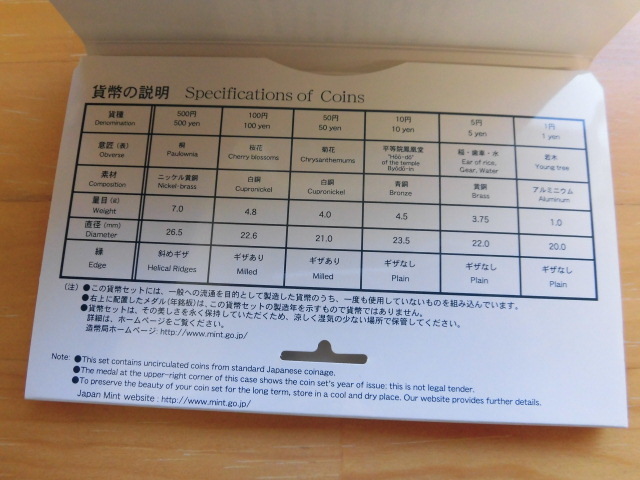 貨幣の説明 Specifications of Coins
貨種 500円 100円 50円 10円 5円 1円
Denomination 500 yen 100 yen 50 yen 10 yen 5 yen 1 yen
意匠(表) 桐 桜花 菊花 平等院鳳凰堂 稲・歯車・水 若木
Obverse Paulownia Cherry blossoms Chrysanthemums "Hōō-dō" of the temple Byōdō-in Ear of rice, Gear, Water Young tree
素材 ニッケル黄銅 白銅 白銅 青銅 黄銅 アルミニウム
Composition Nickel-brass Cupronickel Cupronickel Bronze Brass Aluminum
量目(g) 7.0 4.8 4.0 4.5 3.75 1.0
Weight
直径(mm) 26.5 22.6 21.0 23.5 22.0 20.0
Diameter
縁 斜めギザ ギザあり ギザあり ギザなし ギザなし ギザなし
Edge Helical Ridges Milled Milled Plain Plain Plain
(注) ●この貨幣セットには、一般への流通を目的として製造した貨幣のうち、一度も使用していないものを組み込んでいます。
●右上に配置したメダル(年銘板)は、この貨幣セットの製造年を示すもので貨幣ではありません。
●貨幣セットは、その美しさを永く保持していただくため、涼しく湿気の少ない場所で保管してください。
詳細は、ホームページをご覧ください。
造幣局ホームページ: http://www.mint.go.jp/
Note: ●This set contains uncirculated coins from standard Japanese coinage.
●The medal at the upper-right corner of this case shows the coin set's year of issue: this is not legal tender.
●To preserve the beauty of your coin set for the long term, store in a cool and dry place. Our website provides further details.
Japan Mint website : http://www.mint.go.jp/